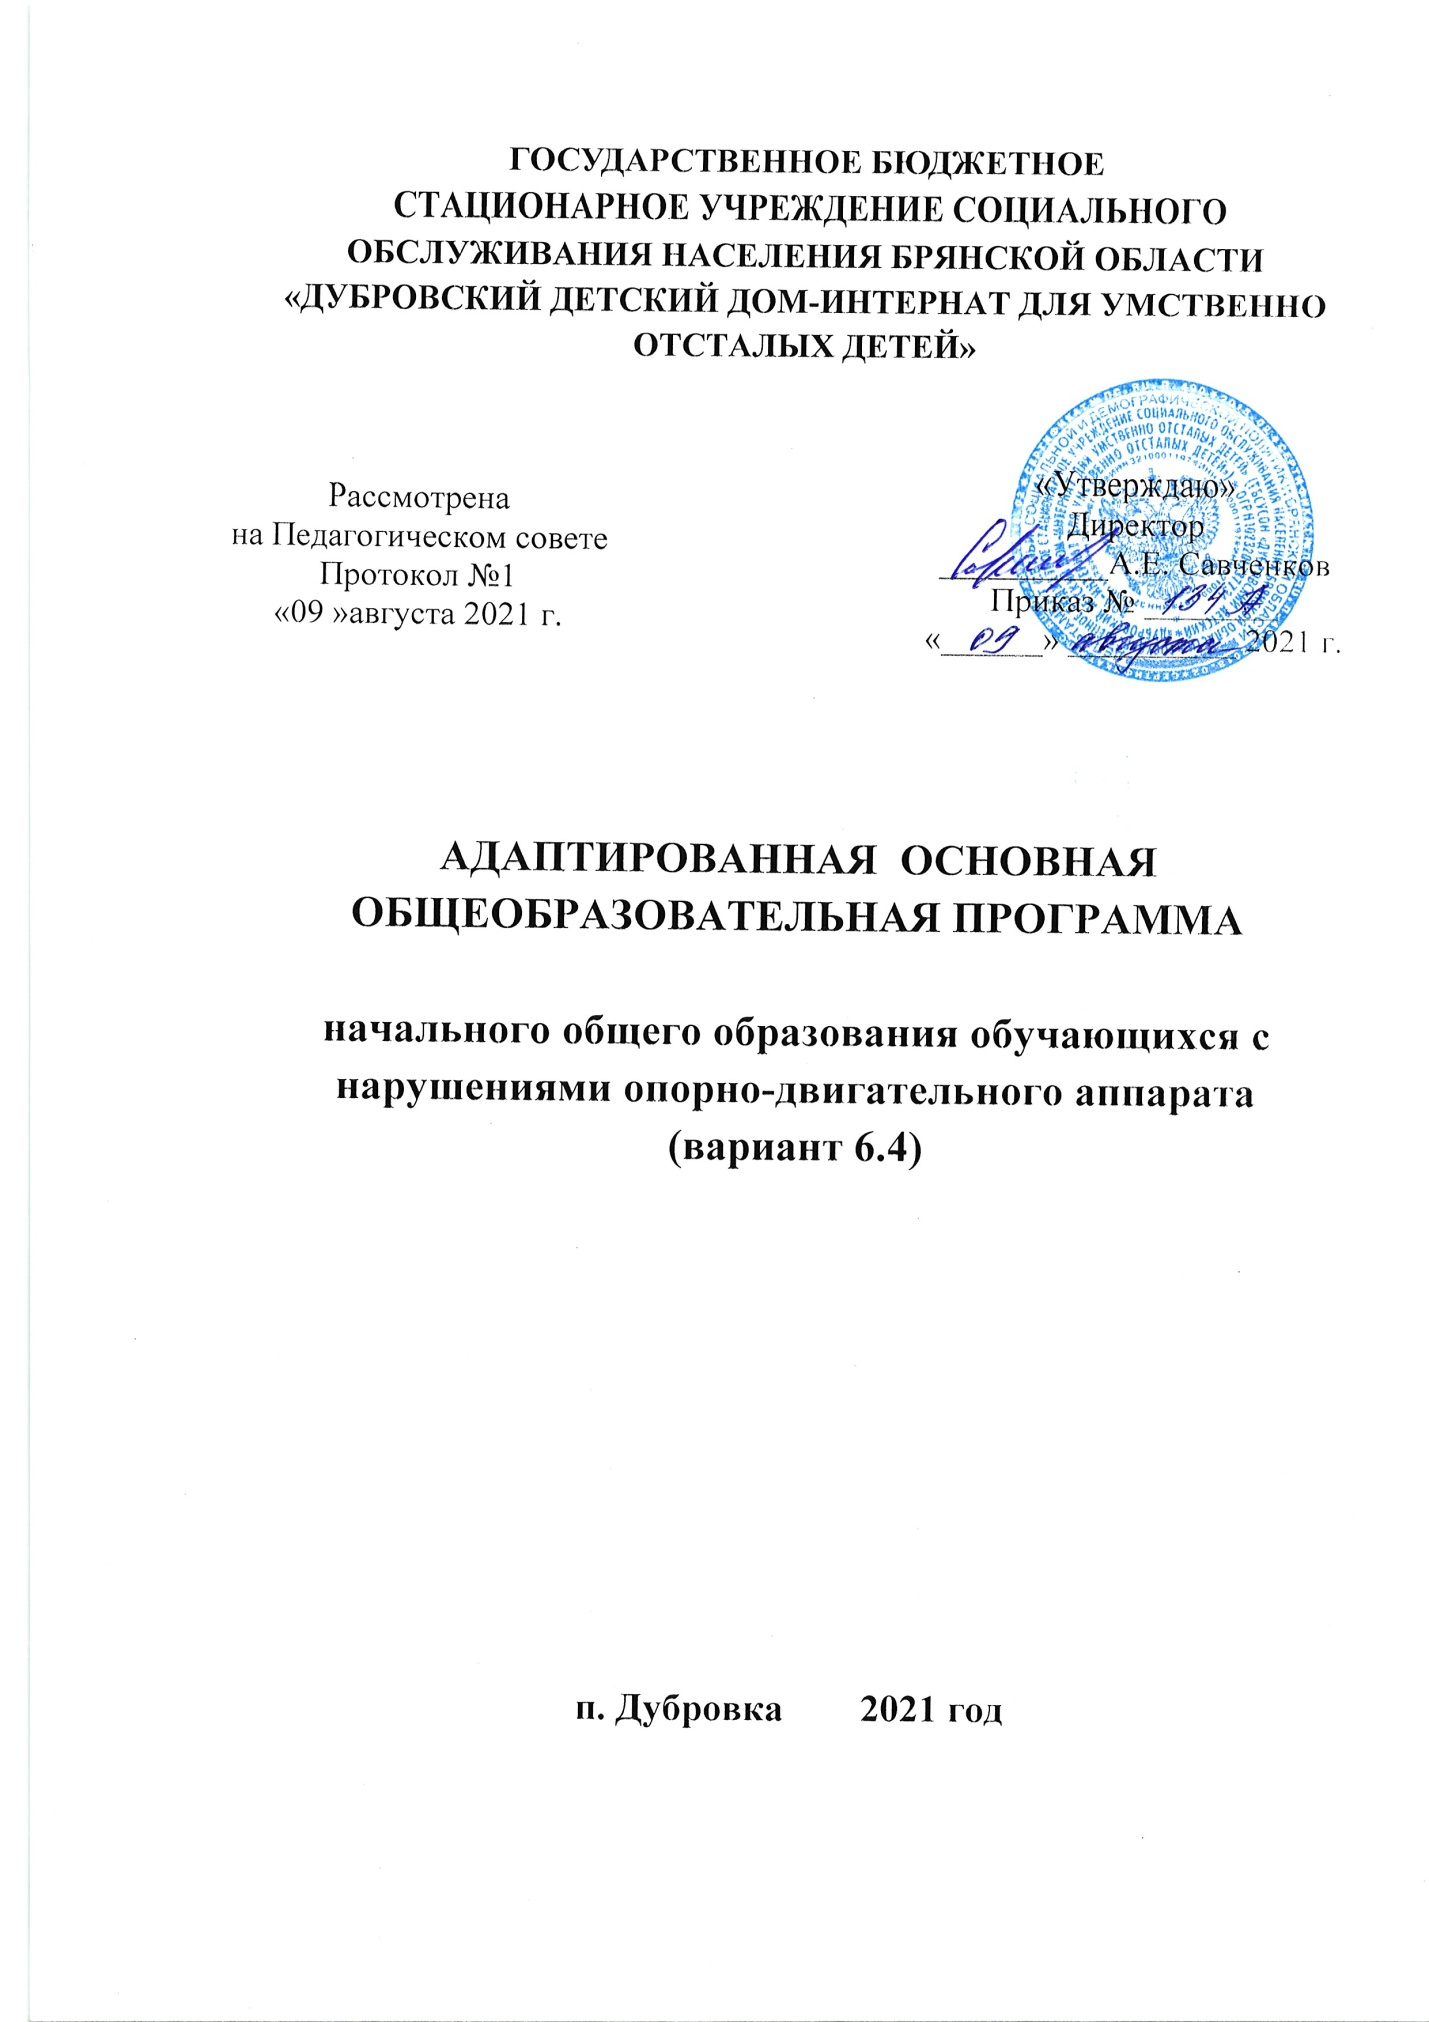 ГОСУДАРСТВЕННОЕ БЮДЖЕТНОЕ
СТАЦИОНАРНОЕ УЧРЕЖДЕНИЕ СОЦИАЛЬНОГО
ОБСЛУЖИВАНИЯ НАСЕЛЕНИЯ БРЯНСКОЙ ОБЛАСТИ
«ДУБРОВСКИЙ ДЕТСКИЙ ДОМ-ИНТЕРНАТ ДЛЯ УМСТВЕННО
ОТСТАЛЫХ ДЕТЕЙ»
Рассмотрена
на Педагогическом совете
Протокол №1
«09 »августа 2021 г.
«Утверждаю»
Директор
А.Е. Савченков
Приказ № 134
«09» августа 2021 г.
АДАПТИРОВАННАЯ ОСНОВНАЯ
ОБЩЕОБРАЗОВАТЕЛЬНАЯ ПРОГРАММА
начального общего образования обучающихся с
нарушениями опорно-двигательного аппарата
(вариант 6.4)
п. Дубровка 2021 год